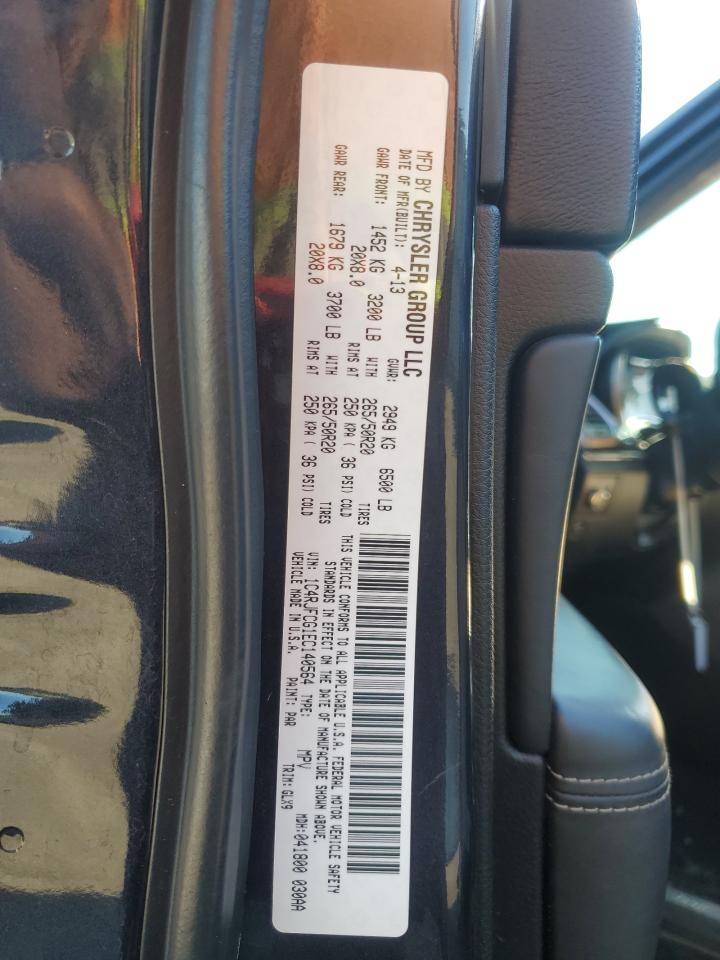 MFD BY CHRYSLER GROUP LLC
DATE OF MFR(BUILT): 4-13 GVWR: 2949 KG 6500 LB
GAWR FRONT: 1452 KG 3200 LB WITH 265/50R20 TIRES
20X8.0 RIMS AT 250 KPA ( 36 PSI) COLD
GAWR REAR: 1679 KG 3700 LB WITH 265/50R20 TIRES
20X8.0 RIMS AT 250 KPA ( 36 PSI) COLD
THIS VEHICLE CONFORMS TO ALL APPLICABLE U.S.A. FEDERAL MOTOR VEHICLE SAFETY
STANDARDS IN EFFECT ON THE DATE OF MANUFACTURE SHOWN ABOVE.
VIN: 1C4RJFCG1EC140564 TYPE: MPV MDH:041800 030AA
VEHICLE MADE IN U.S.A. PAINT: PAR TRIM: GLX9